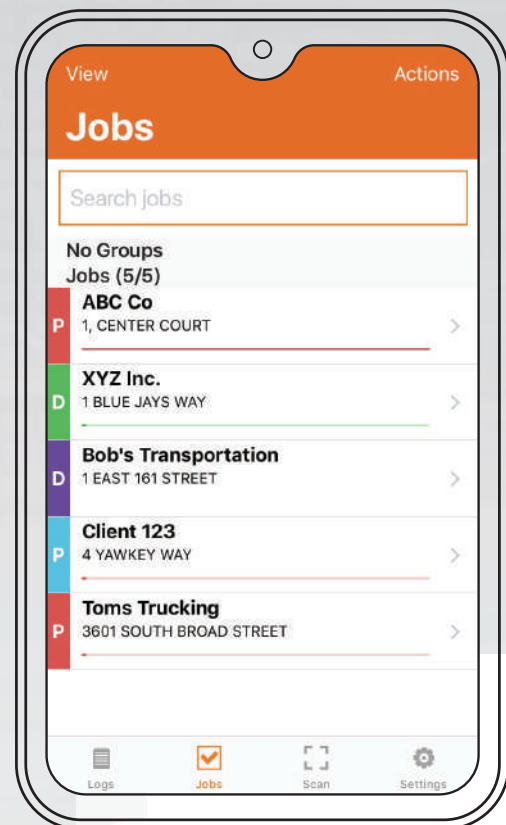 View Actions
Jobs
Search jobs
No Groups
Jobs (5/5)
P ABC Co
1, CENTER COURT
D XYZ Inc.
1 BLUE JAYS WAY
D Bob's Transportation
1 EAST 161 STREET
P Client 123
4 YAWKEY WAY
P Toms Trucking
3601 SOUTH BROAD STREET
Logs Jobs Scan Settings